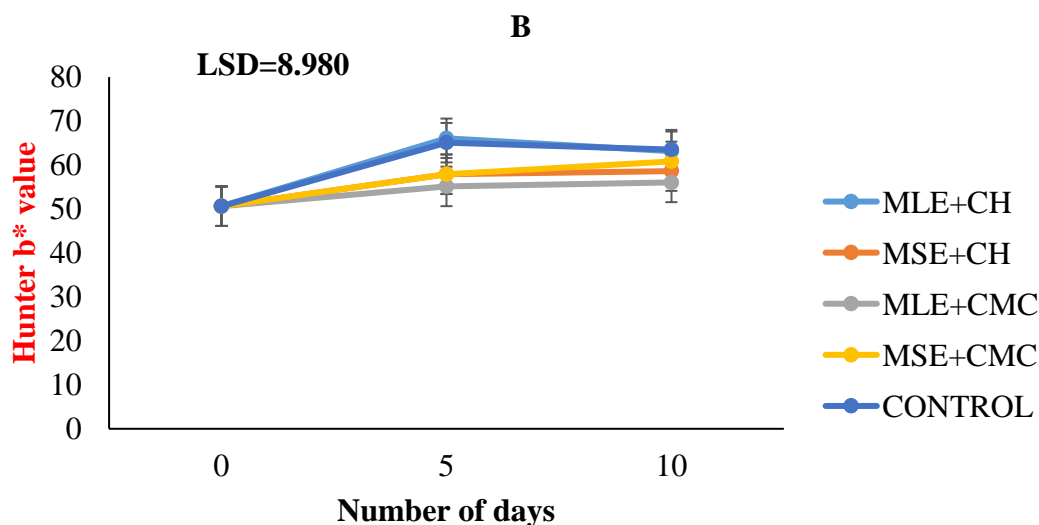 B
LSD=8.980
80
70
60
50
40
30
20
10
0
Hunter b* value
0 5 10
Number of days
MLE+CH
MSE+CH
MLE+CMC
MSE+CMC
CONTROL